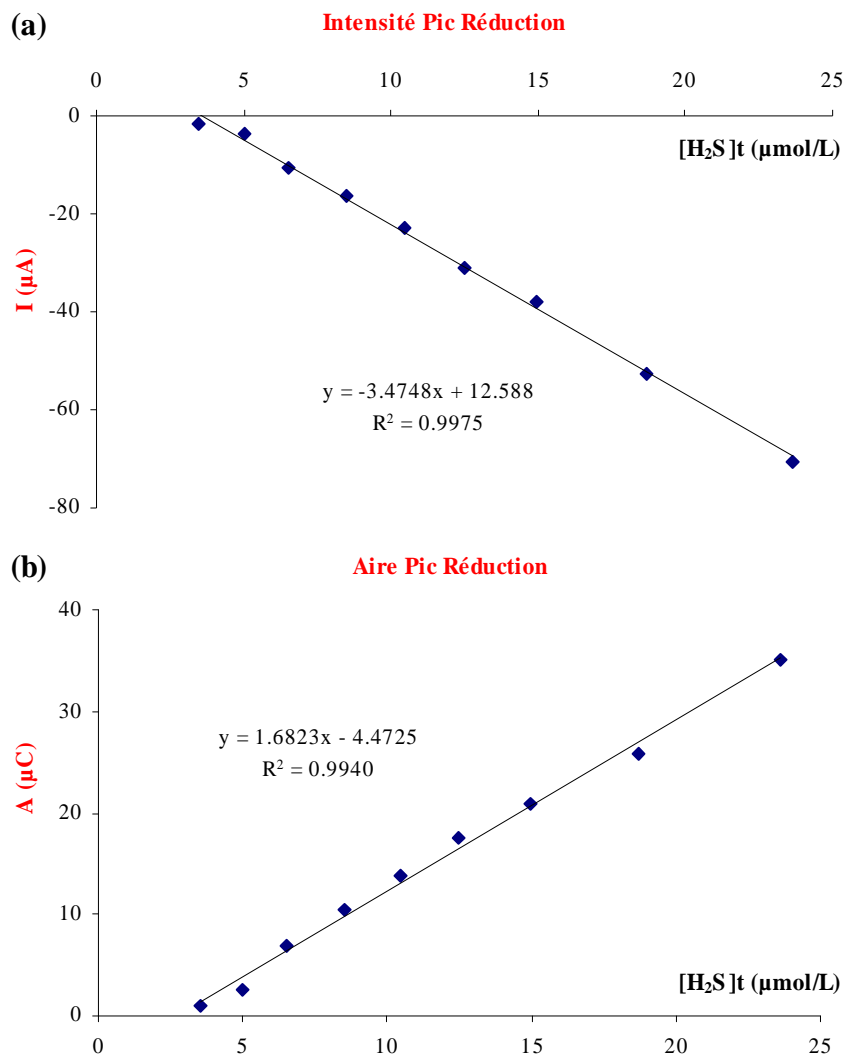 (a)
Intensité Pic Réduction
0 5 10 15 20 25
0
[H₂S]t (µmol/L)
-20
I (µA)
-40
y = -3.4748x + 12.588
R² = 0.9975
-60
-80
(b)
Aire Pic Réduction
40
30
y = 1.6823x - 4.4725
R² = 0.9940
A (µC)
20
10
[H₂S]t (µmol/L)
0
0 5 10 15 20 25